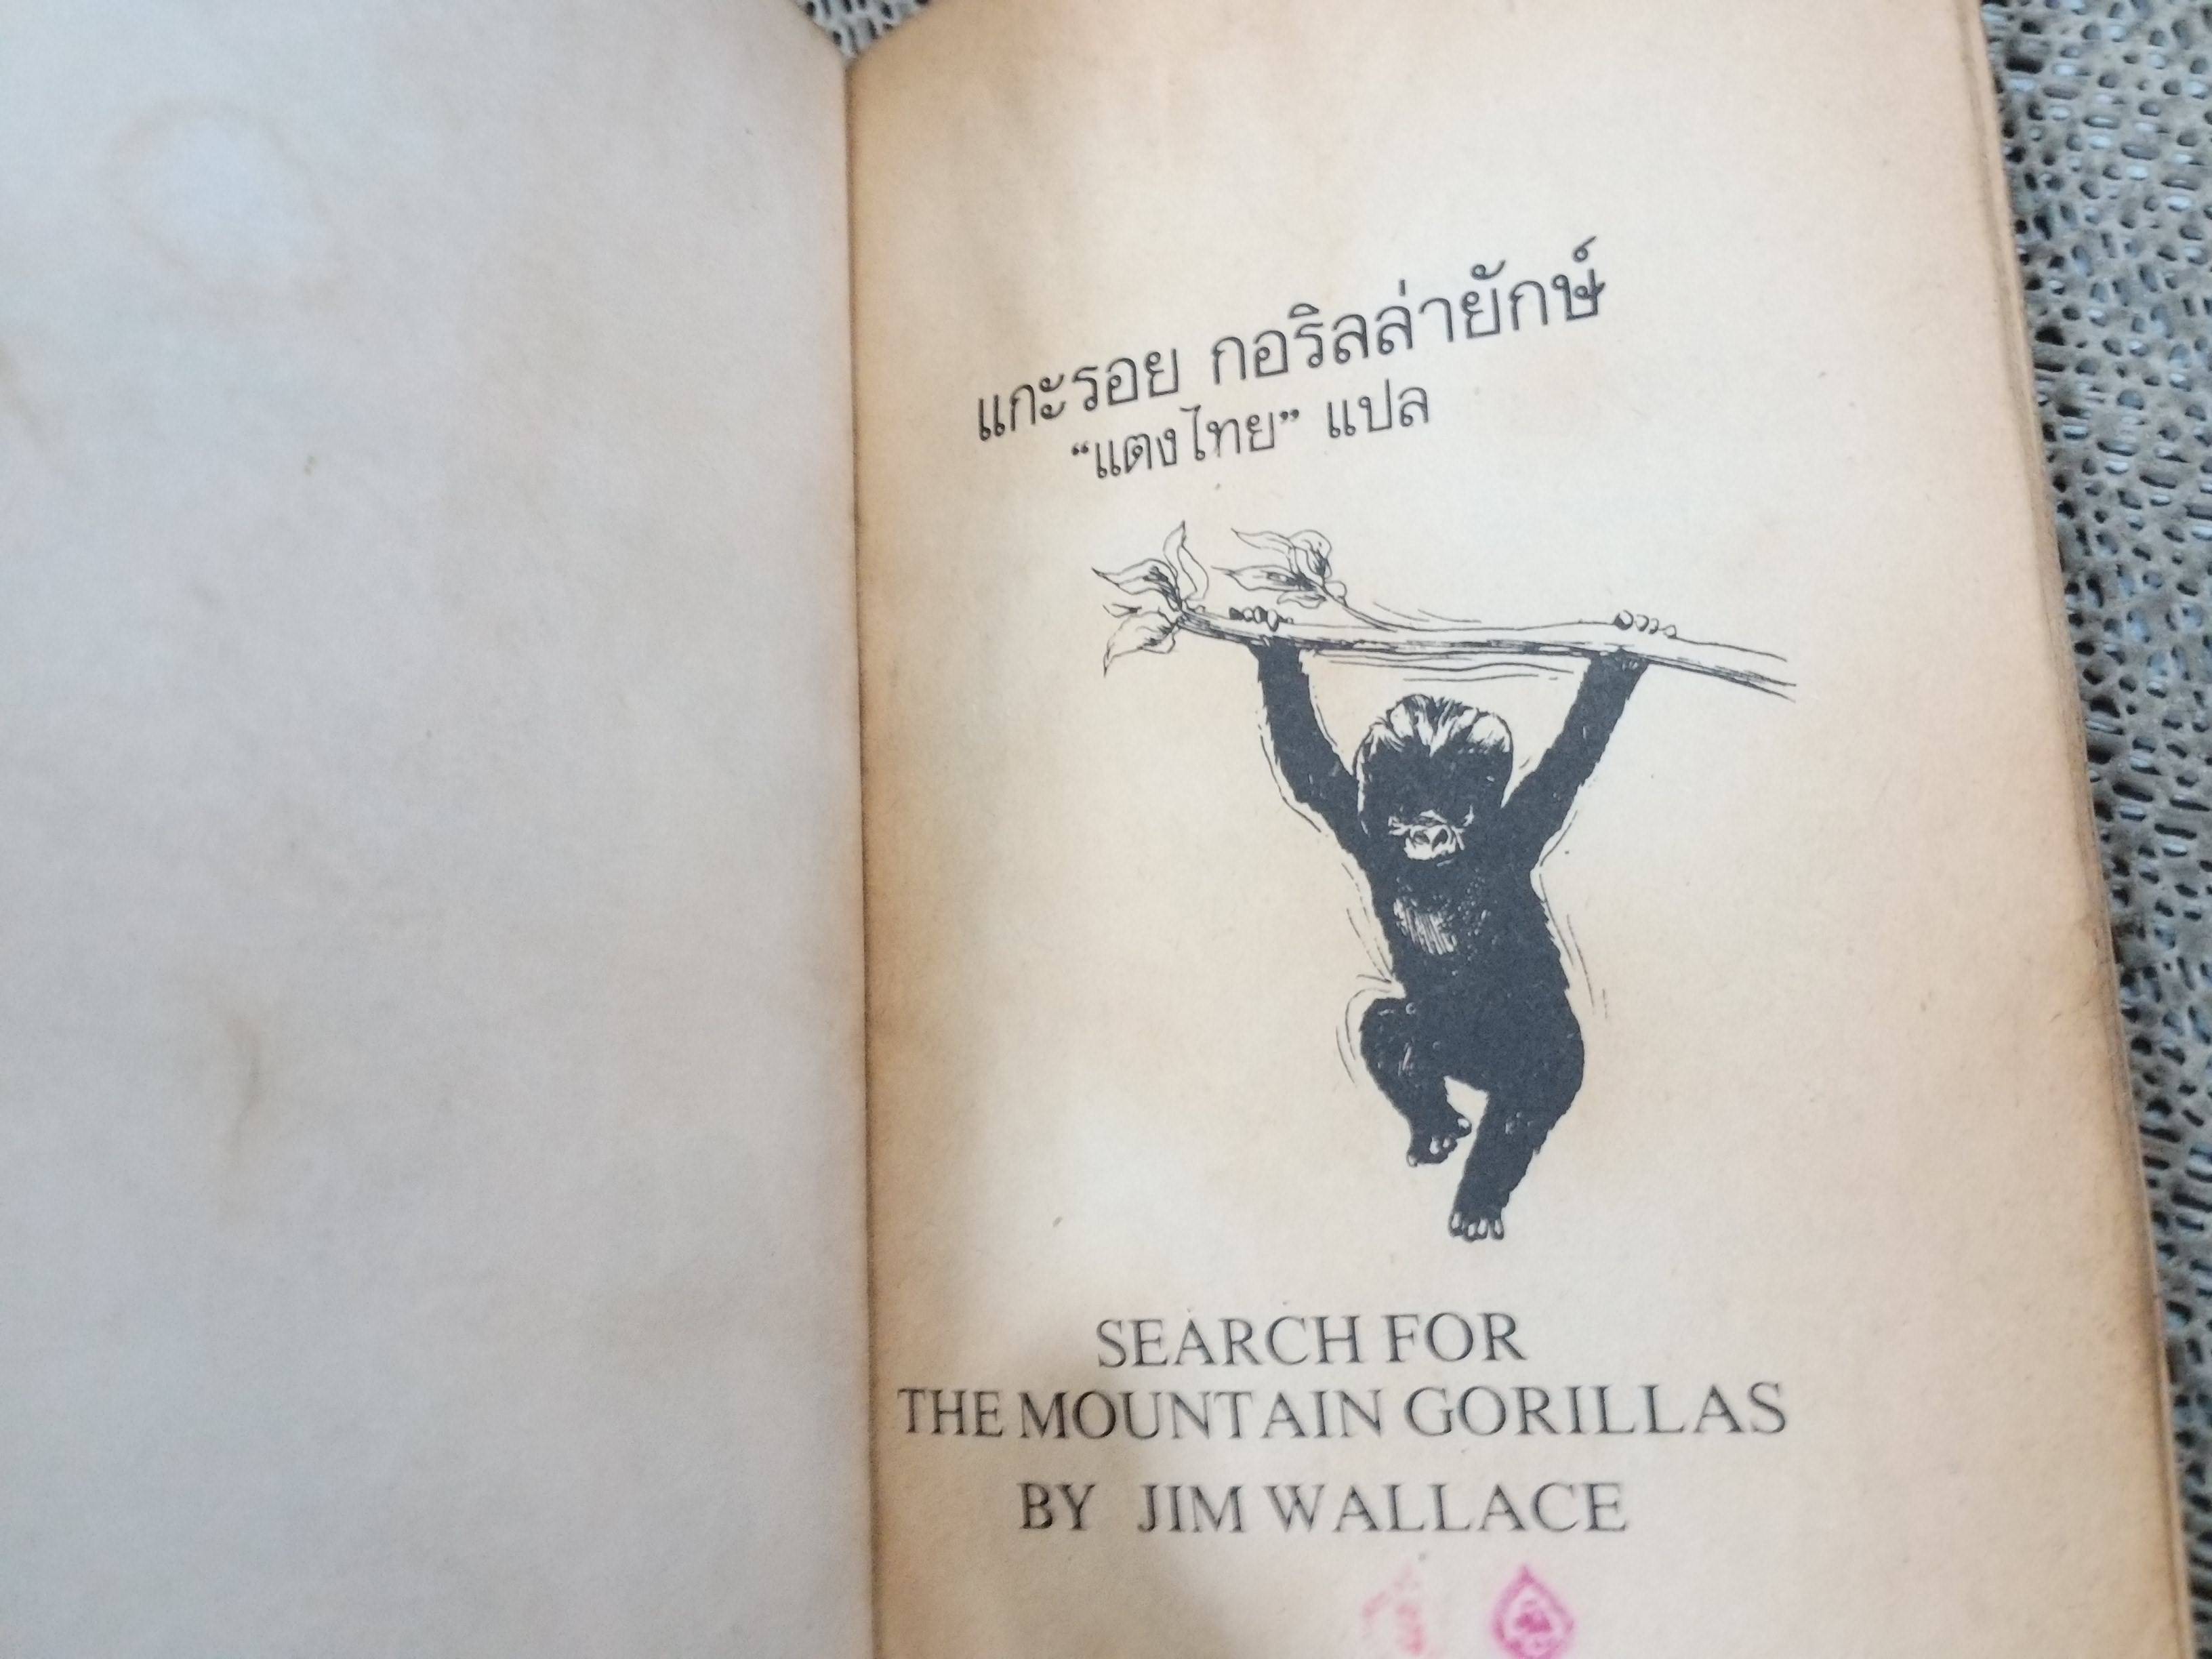 แกะรอย กอริลล่ายักษ์
“แตงไทย” แปล
SEARCH FOR
THE MOUNTAIN GORILLAS
BY JIM WALLACE